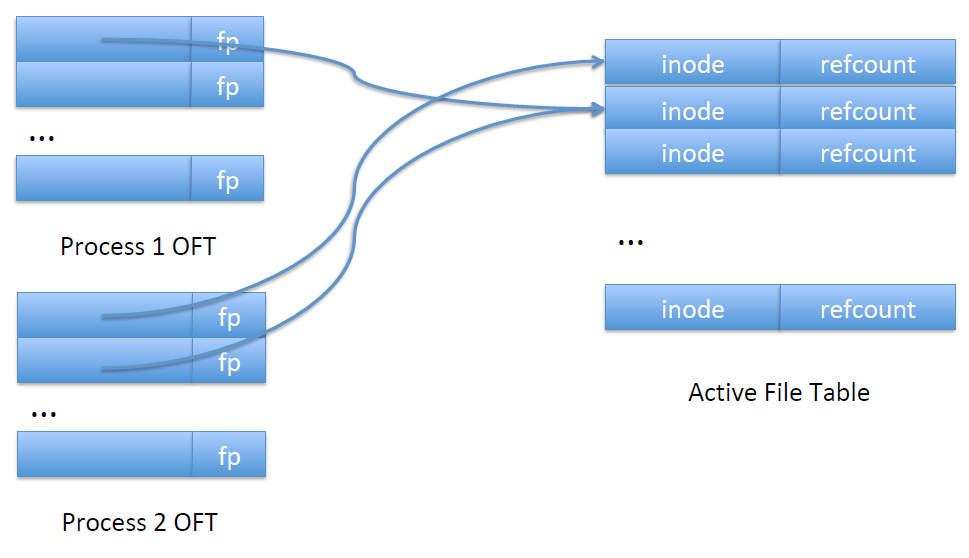 fp
fp
...
fp
Process 1 OFT
fp
fp
...
fp
Process 2 OFT
inode refcount
inode refcount
inode refcount
...
inode refcount
Active File Table